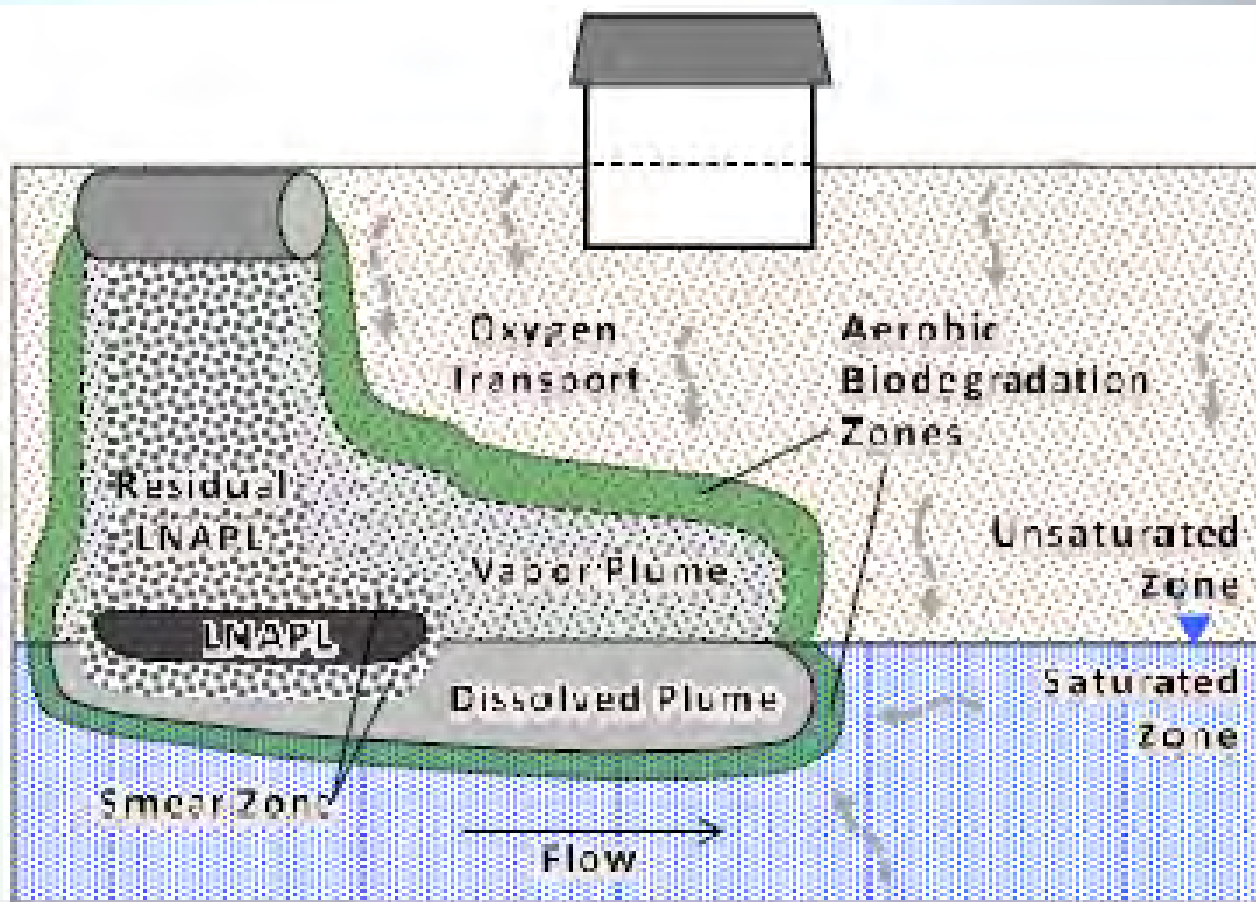 Oxygen
Transport
Aerobic
Biodegradation
Zones
Residual
LNAPL
Vapor Plume
Unsaturated
Zone
LNAPL
Dissolved Plume
Saturated
Zone
Smear Zone
Flow